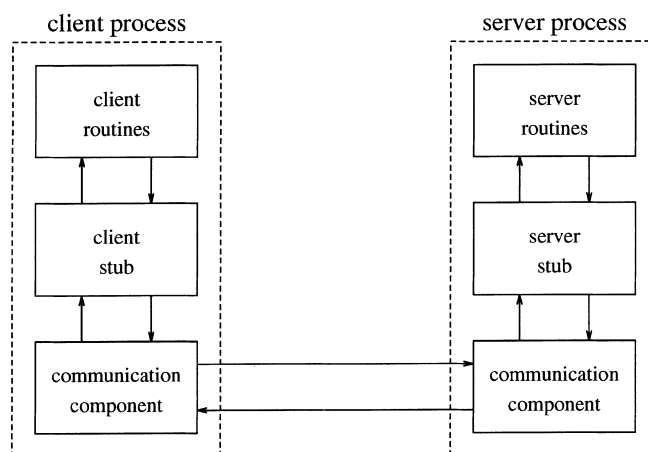 client process
client
routines
client
stub
communication
component
server process
server
routines
server
stub
communication
component